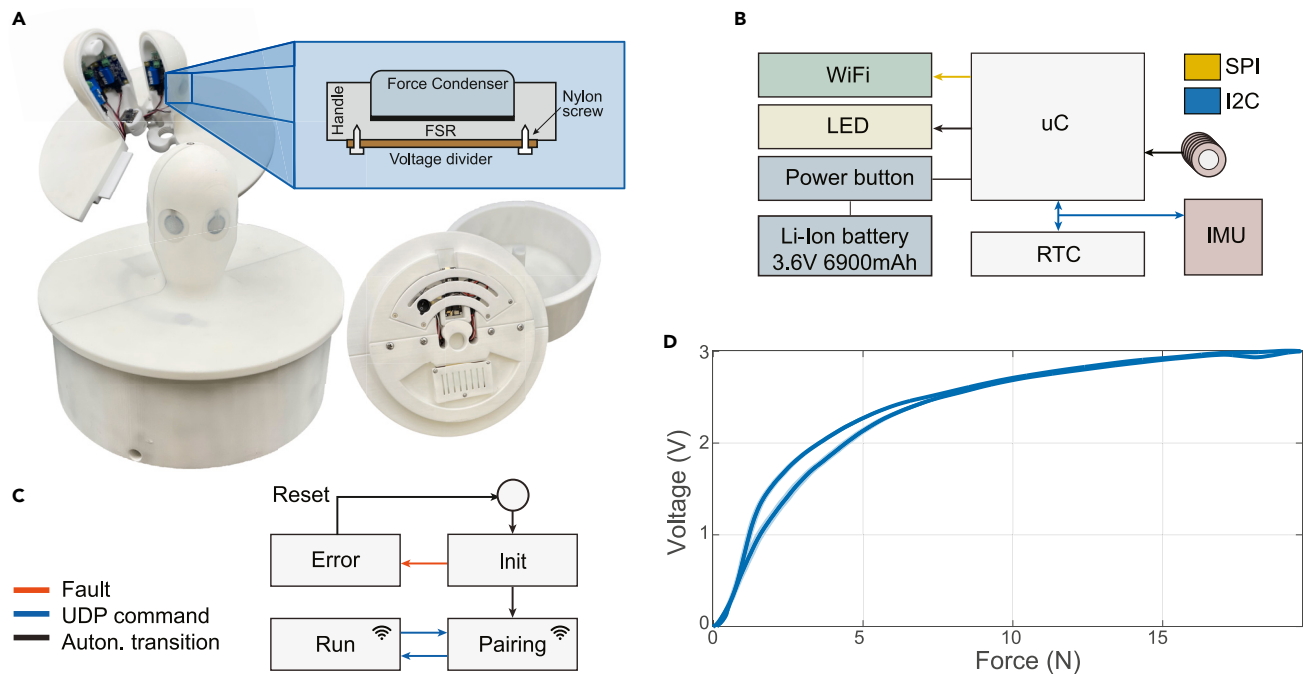 A
Force Condenser
Handle
FSR
Nylon
screw
Voltage divider
B
WiFi
LED
Power button
Li-Ion battery
3.6V 6900mAh
uC
RTC
IMU
SPI
I2C
C
Reset
Error
Init
Run
Pairing
Fault
UDP command
Auton. transition
D
Voltage (V)
3
2
1
0
0
5
10
15
Force (N)